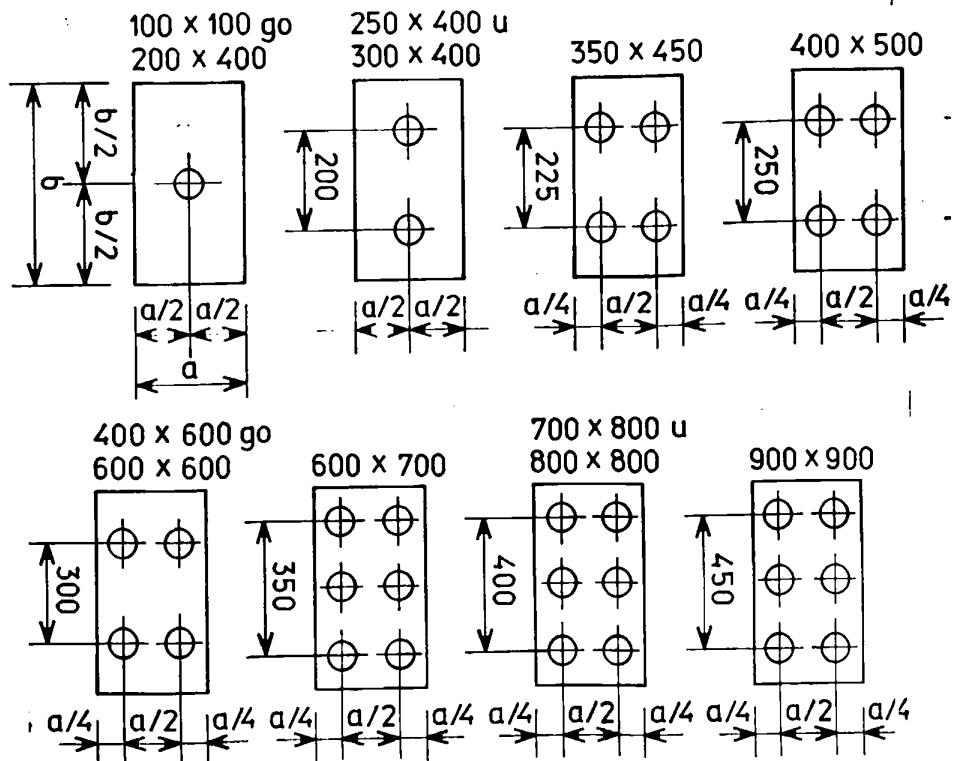 100 × 100 go
200 × 400
250 × 400 u
300 × 400
350 × 450
400 × 500
b
b/2
b/2
200
225
250
a/2 a/2
a
a/2 a/2
a/4 a/2 a/4
a/4 a/2 a/4
400 × 600 go
600 × 600
600 × 700
700 × 800 u
800 × 800
900 × 900
300
350
400
450
a/4 a/2 a/4
a/4 a/2 a/4
a/4 a/2 a/4
a/4 a/2 a/4